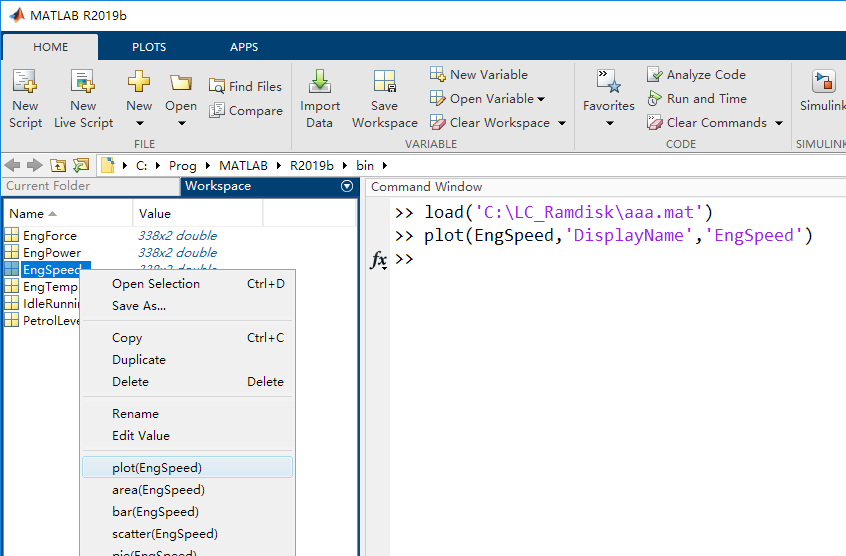 MATLAB R2019b
HOME PLOTS APPS
New Script
New Live Script
New
Open
Find Files
Compare
FILE
Import Data
Save Workspace
New Variable
Open Variable
Clear Workspace
VARIABLE
Favorites
Analyze Code
Run and Time
Clear Commands
CODE
Simulink
SIMULINK
C: Prog MATLAB R2019b bin
Current Folder
Workspace
Name Value
EngForce 338x2 double
EngPower 338x2 double
EngSpeed 338x2 double
EngTemp
IdleRunnin
PetrolLeve
Open Selection Ctrl+D
Save As...
Copy Ctrl+C
Duplicate
Delete Delete
Rename
Edit Value
plot(EngSpeed)
area(EngSpeed)
bar(EngSpeed)
scatter(EngSpeed)
pie(EngSpeed)
Command Window
>> load('C:\LC_Ramdisk\aaa.mat')
>> plot(EngSpeed,'DisplayName','EngSpeed')
fx >>